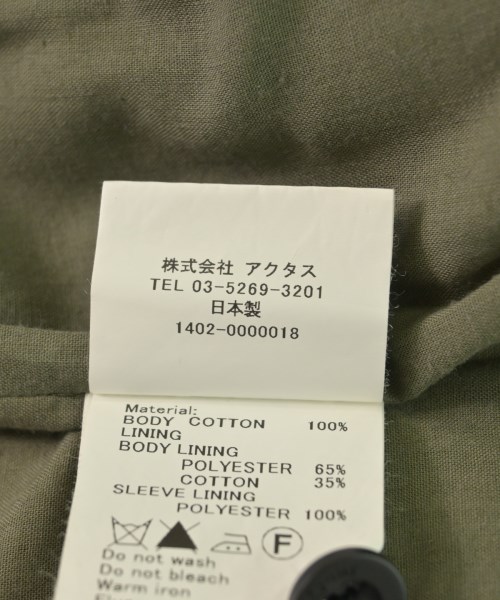 株式会社 アクタス
TEL 03-5269-3201
日本製
1402-0000018
Material:
BODY COTTON 100%
LINING
BODY LINING
POLYESTER 65%
COTTON 35%
SLEEVE LINING
POLYESTER 100%
F
Do not wash
Do not bleach
Warm iron